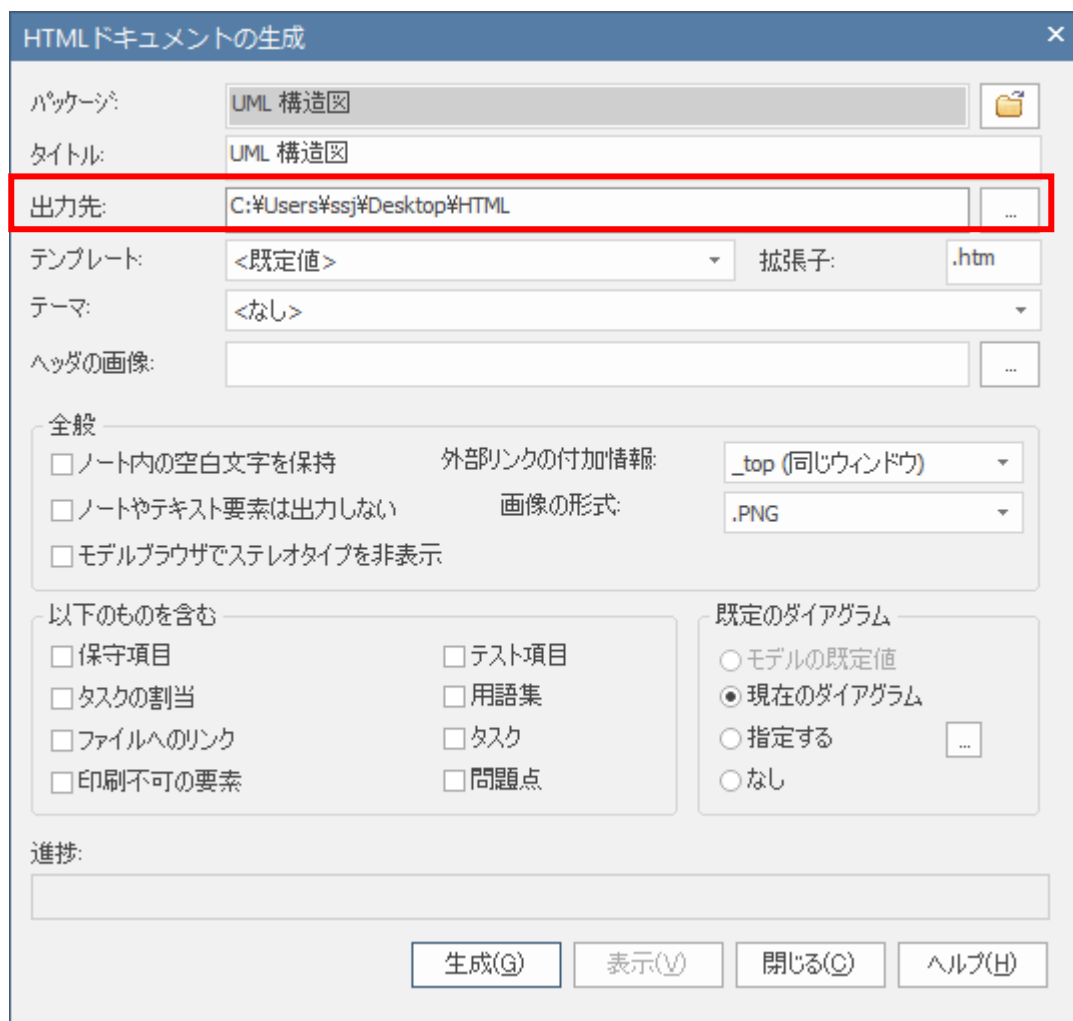 HTMLドキュメントの生成
パッケージ: UML 構造図
タイトル: UML 構造図
出力先: C:¥Users¥ssj¥Desktop¥HTML ...
テンプレート: <既定値> 拡張子: .htm
テーマ: <なし>
ヘッダの画像: ...
全般
ノート内の空白文字を保持 外部リンクの付加情報: _top (同じウィンドウ)
ノートやテキスト要素は出力しない 画像の形式: .PNG
モデルブラウザでステレオタイプを非表示
以下のものを含む 既定のダイアグラム
保守項目 テスト項目 モデルの既定値
タスクの割当 用語集 現在のダイアグラム
ファイルへのリンク タスク 指定する ...
印刷不可の要素 問題点 なし
進捗:
生成(G) 表示(V) 閉じる(C) ヘルプ(H)